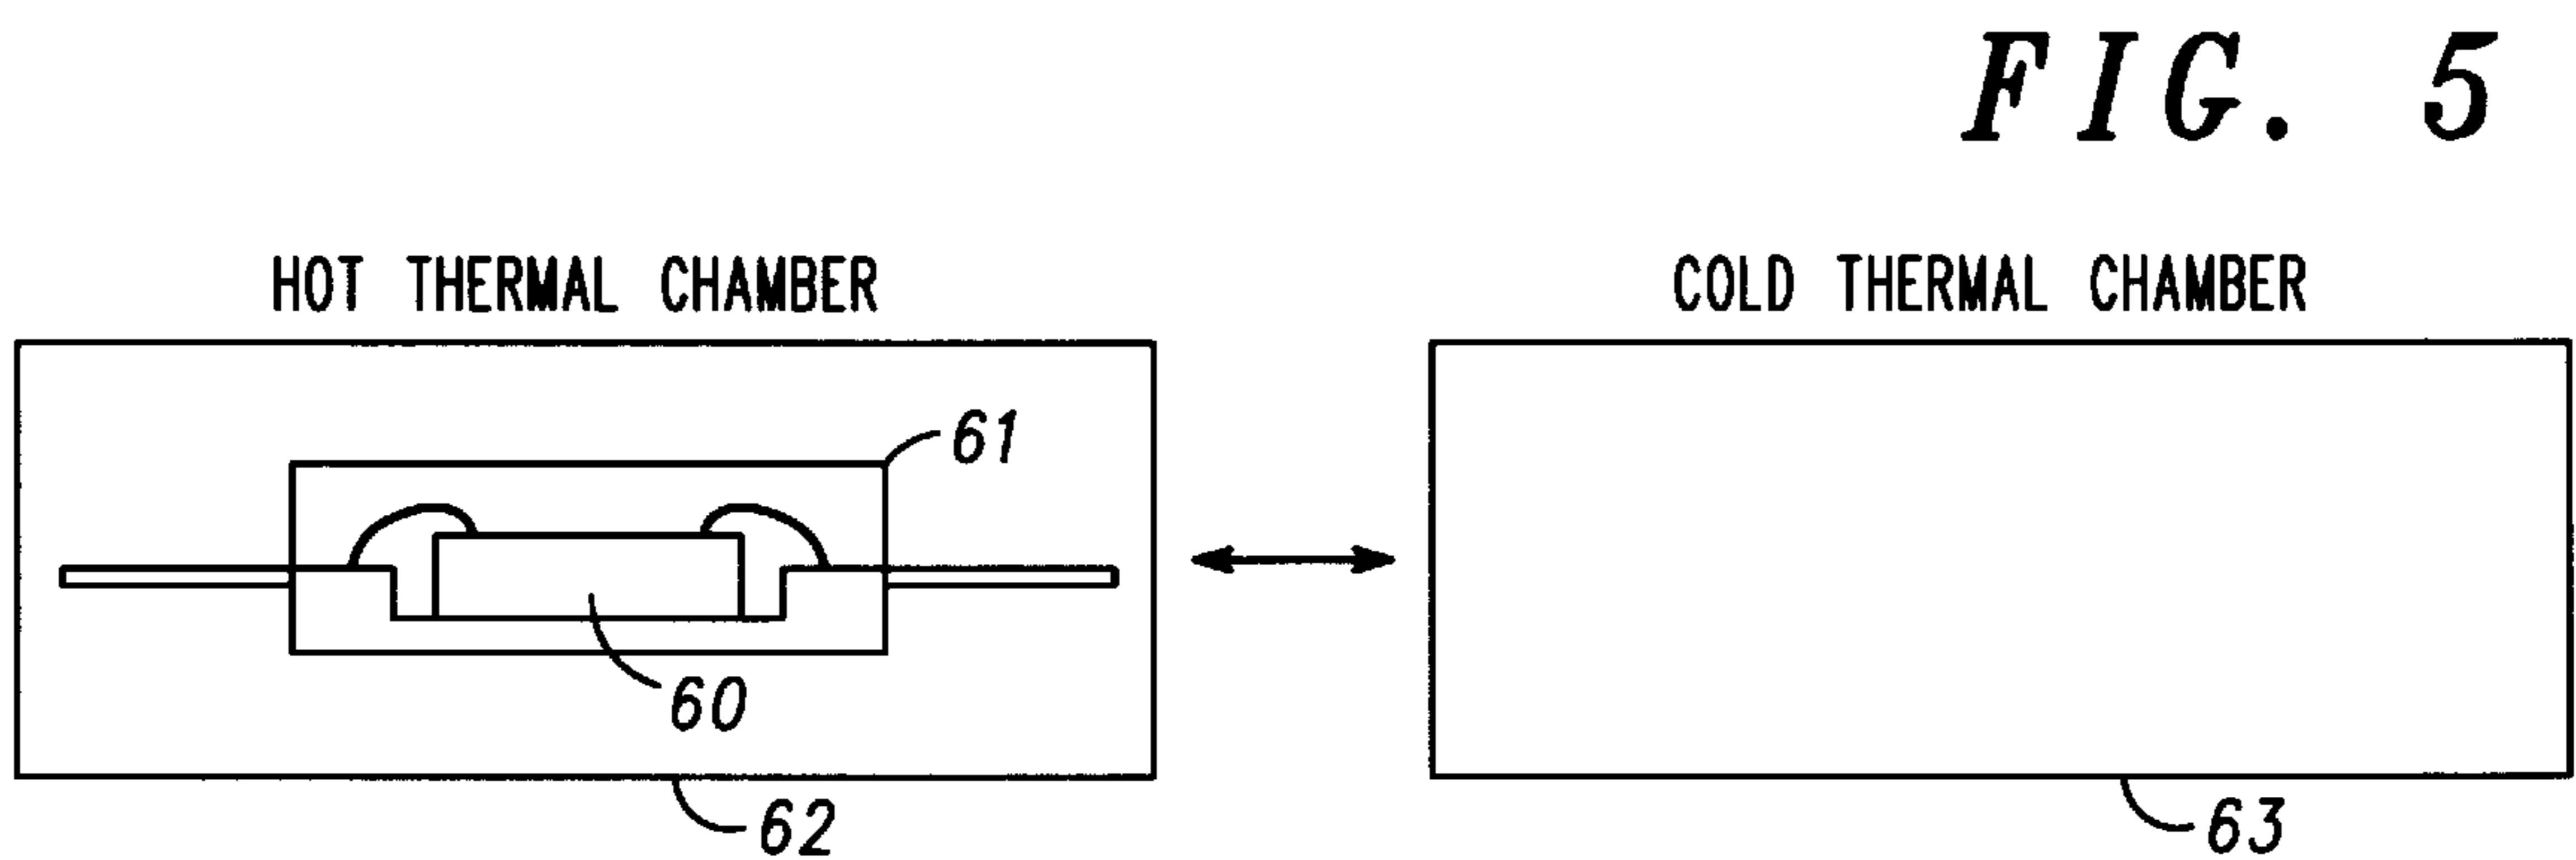 FIG. 5
HOT THERMAL CHAMBER
COLD THERMAL CHAMBER
61
60
62
63